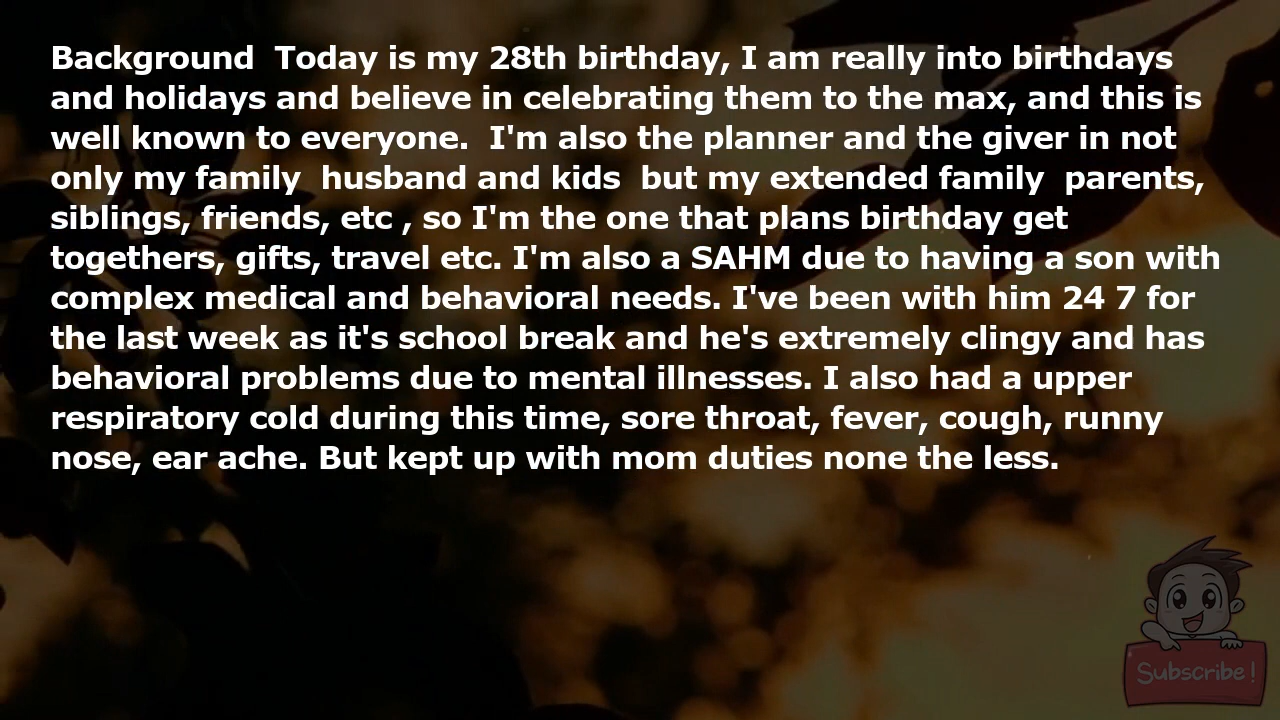 Background  Today is my 28th birthday, I am really into birthdays
and holidays and believe in celebrating them to the max, and this is
well known to everyone.  I'm also the planner and the giver in not
only my family  husband and kids  but my extended family  parents,
siblings, friends, etc , so I'm the one that plans birthday get
togethers, gifts, travel etc. I'm also a SAHM due to having a son with
complex medical and behavioral needs. I've been with him 24 7 for
the last week as it's school break and he's extremely clingy and has
behavioral problems due to mental illnesses. I also had a upper
respiratory cold during this time, sore throat, fever, cough, runny
nose, ear ache. But kept up with mom duties none the less.
Subscribe!